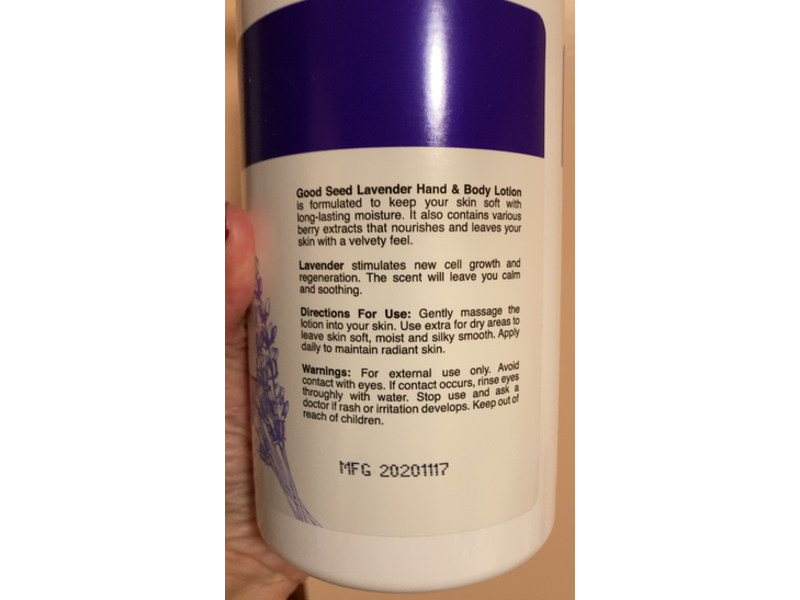 Good Seed Lavender Hand & Body Lotion
is formulated to keep your skin soft with
long-lasting moisture. It also contains various
berry extracts that nourishes and leaves your
skin with a velvety feel.
Lavender stimulates new cell growth and
regeneration. The scent will leave you calm
and soothing.
Directions For Use: Gently massage the
lotion into your skin. Use extra for dry areas to
leave skin soft, moist and silky smooth. Apply
daily to maintain radiant skin.
Warnings: For external use only. Avoid
contact with eyes. If contact occurs, rinse eyes
throughly with water. Stop use and ask a
doctor if rash or irritation develops. Keep out of
reach of children.
MFG 20201117